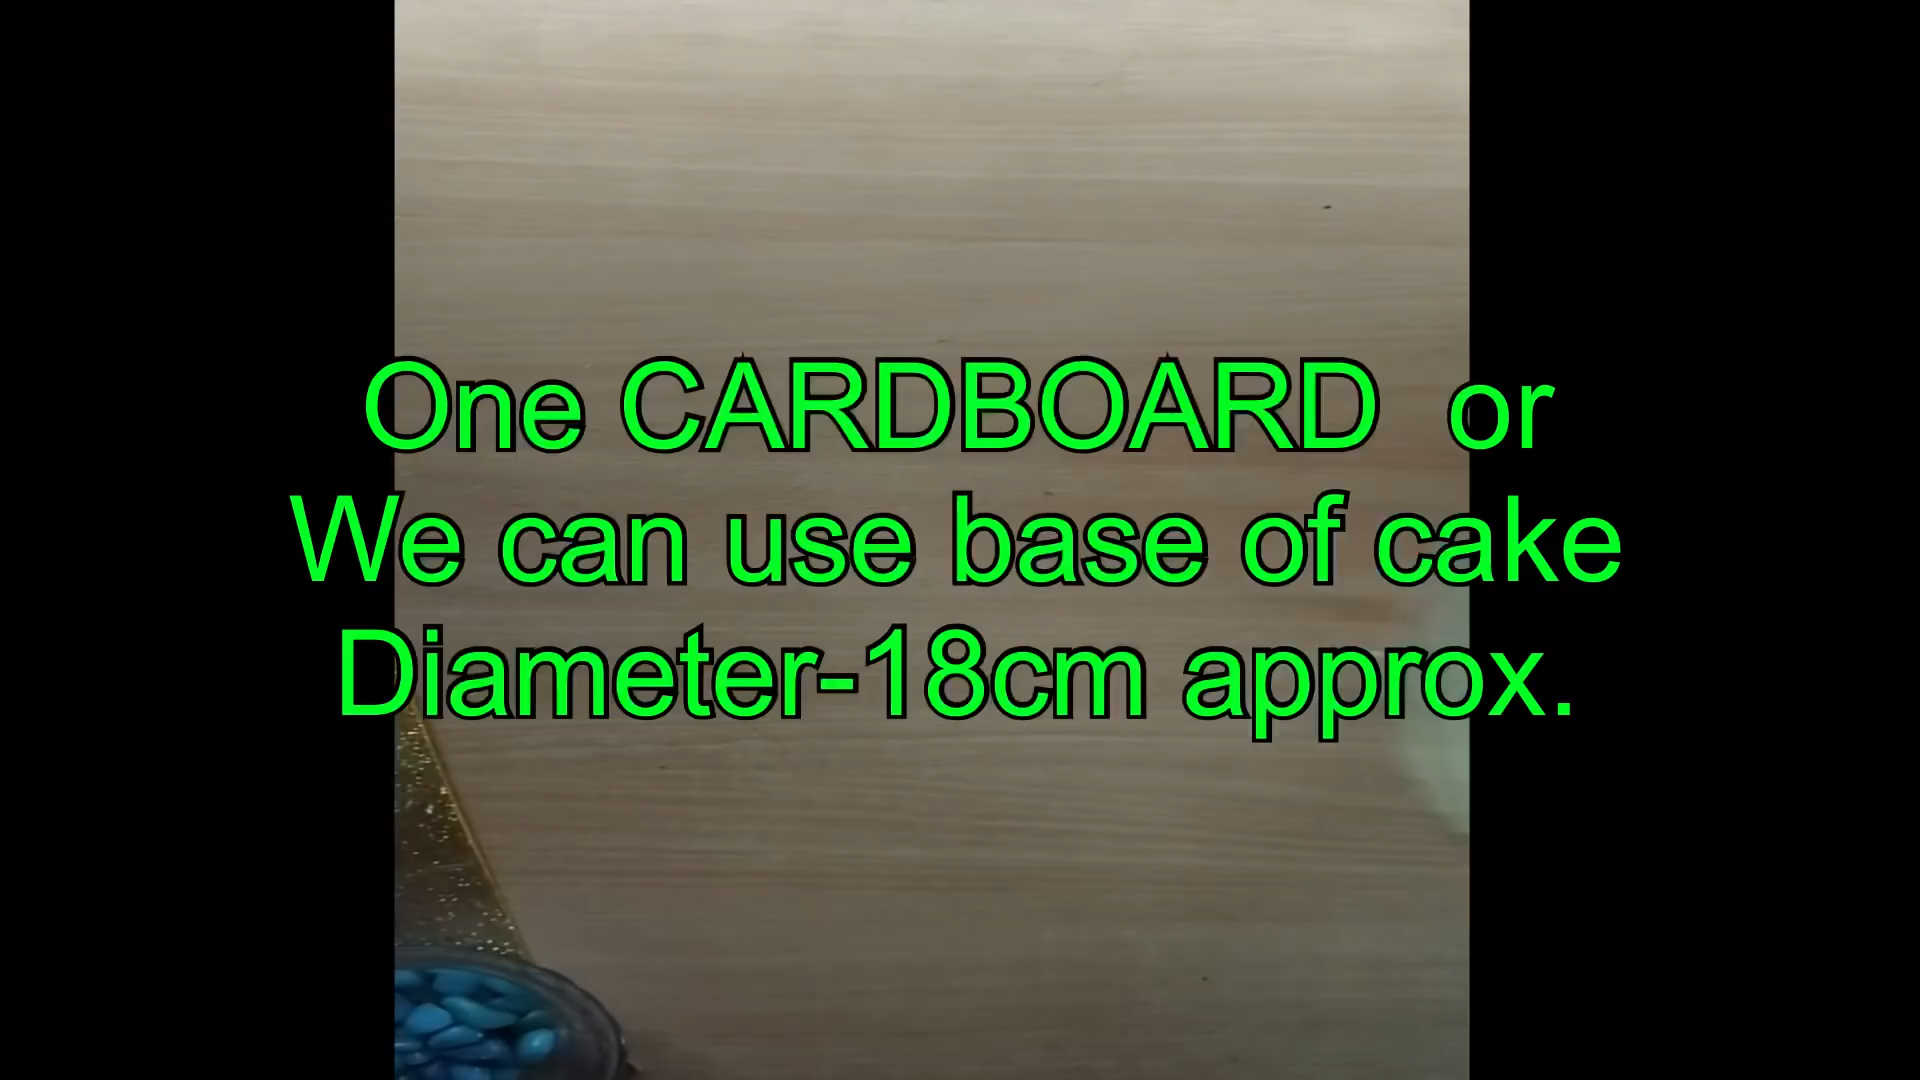 One CARDBOARD  or
We can use base of cake
Diameter-18cm approx.